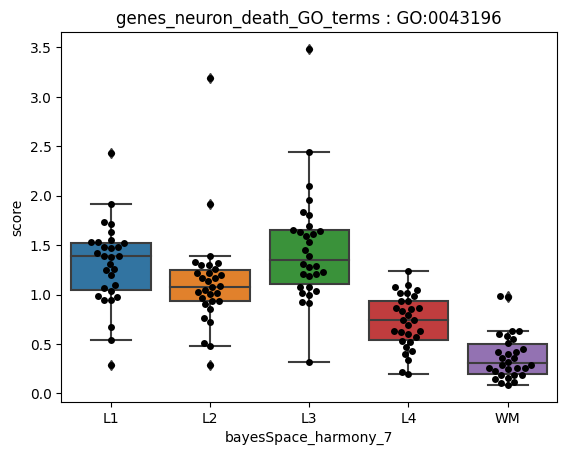 genes_neuron_death_GO_terms : GO:0043196
3.5
3.0
2.5
2.0
1.5
1.0
0.5
0.0
score
L1 L2 L3 L4 WM
bayesSpace_harmony_7